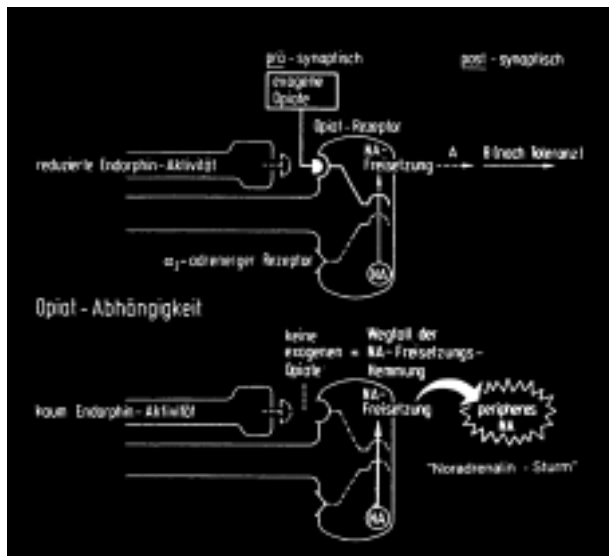 prä - synaptisch
post - synaptisch
exogene
Opiate
Opiat-Rezeptor
NA-
Freisetzung
A
B (nach Toleranz)
reduzierte Endorphin-Aktivität
-adrenerger Rezeptor
NA
Opiat - Abhängigkeit
keine
exogenen =
Opiate
Wegfall der
NA-Freisetzungs-
Hemmung
NA-
Freisetzung
kaum Endorphin-Aktivität
peripheres
NA
"Noradrenalin - Sturm"
NA